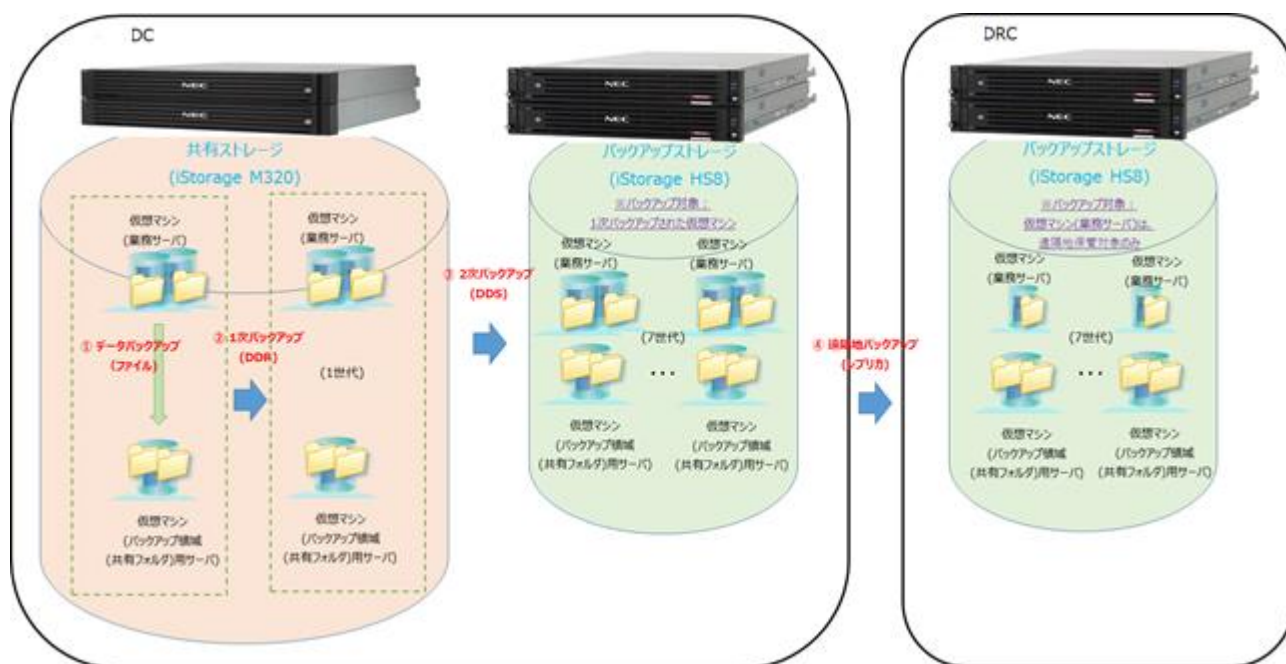 DC
DRC
NEC
NEC
NEC
NEC
NEC
NEC
共有ストレージ
(iStorage M320)
仮想マシン
(業務サーバ)
仮想マシン
(業務サーバ)
① データバックアップ
(ファイル)
② 1次バックアップ
(DDR)
(1世代)
仮想マシン
(バックアップ領域
(共有フォルダ)用サーバ)
仮想マシン
(バックアップ領域
(共有フォルダ)用サーバ)
③ 2次バックアップ
(DDS)
バックアップストレージ
(iStorage HS8)
※バックアップ対象:
1次バックアップされた仮想マシン
仮想マシン
(業務サーバ)
仮想マシン
(業務サーバ)
(7世代)
•••
仮想マシン
(バックアップ領域
(共有フォルダ)用サーバ)
仮想マシン
(バックアップ領域
(共有フォルダ)用サーバ)
④ 遠隔地バックアップ
(レプリカ)
バックアップストレージ
(iStorage HS8)
※バックアップ対象:
仮想マシン(業務サーバ)は、
遠隔地保管対象のみ
仮想マシン
(業務サーバ)
仮想マシン
(業務サーバ)
(7世代)
•••
仮想マシン
(バックアップ領域
(共有フォルダ)用サーバ)
仮想マシン
(バックアップ領域
(共有フォルダ)用サーバ)